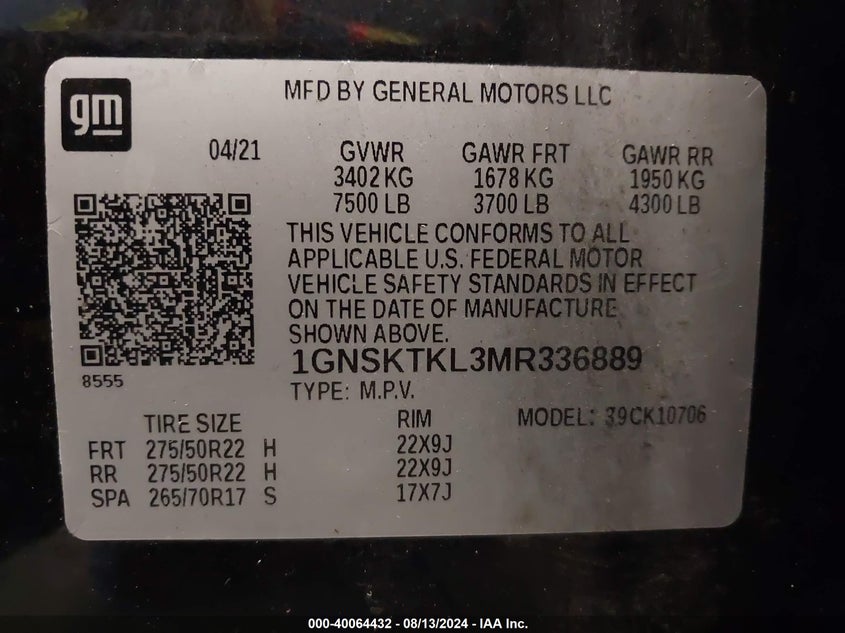 gm
MFD BY GENERAL MOTORS LLC
04/21 GVWR GAWR FRT GAWR RR
3402 KG 1678 KG 1950 KG
7500 LB 3700 LB 4300 LB
THIS VEHICLE CONFORMS TO ALL
APPLICABLE U.S. FEDERAL MOTOR
VEHICLE SAFETY STANDARDS IN EFFECT
ON THE DATE OF MANUFACTURE
SHOWN ABOVE.
1GNSKTKL3MR336889
8555
TYPE: M.P.V.
TIRE SIZE RIM MODEL: 39CK10706
FRT 275/50R22 H 22X9J
RR 275/50R22 H 22X9J
SPA 265/70R17 S 17X7J
000-40064432 - 08/13/2024 - IAA Inc.